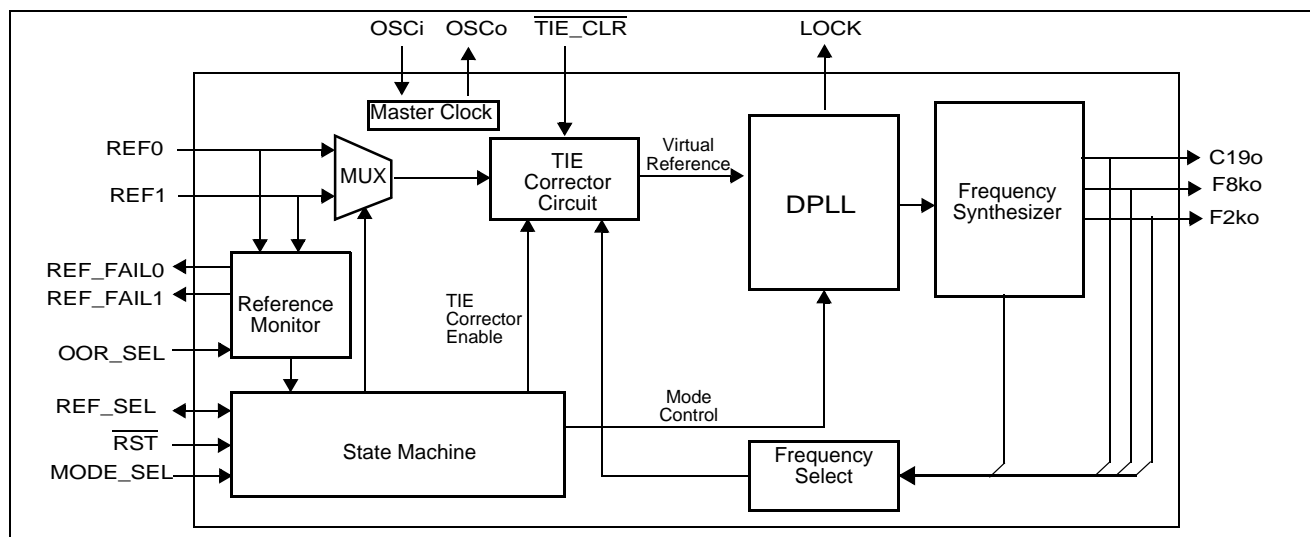 OSCi
OSCo
TIE_CLR
LOCK
Master Clock
REF0
REF1
MUX
TIE
Corrector
Circuit
Virtual
Reference
DPLL
Frequency
Synthesizer
C19o
F8ko
F2ko
REF_FAIL0
REF_FAIL1
Reference
Monitor
OOR_SEL
TIE
Corrector
Enable
REF_SEL
RST
MODE_SEL
State Machine
Mode
Control
Frequency
Select